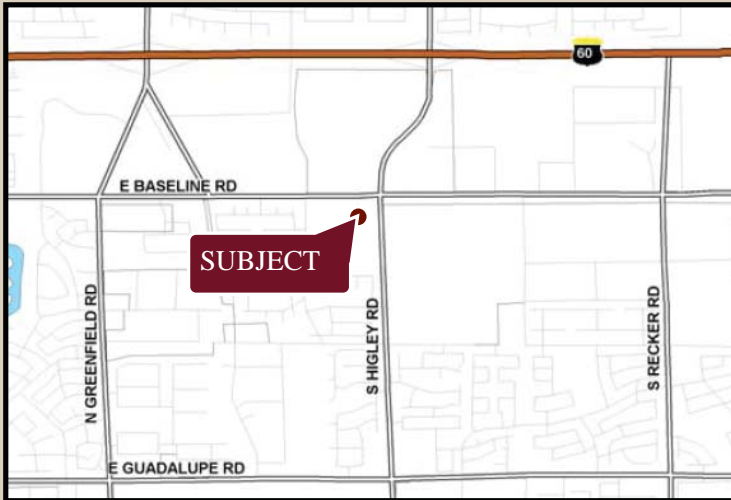 60
E BASELINE RD
SUBJECT
N GREENFIELD RD
S HIGLEY RD
S RECKER RD
E GUADALUPE RD